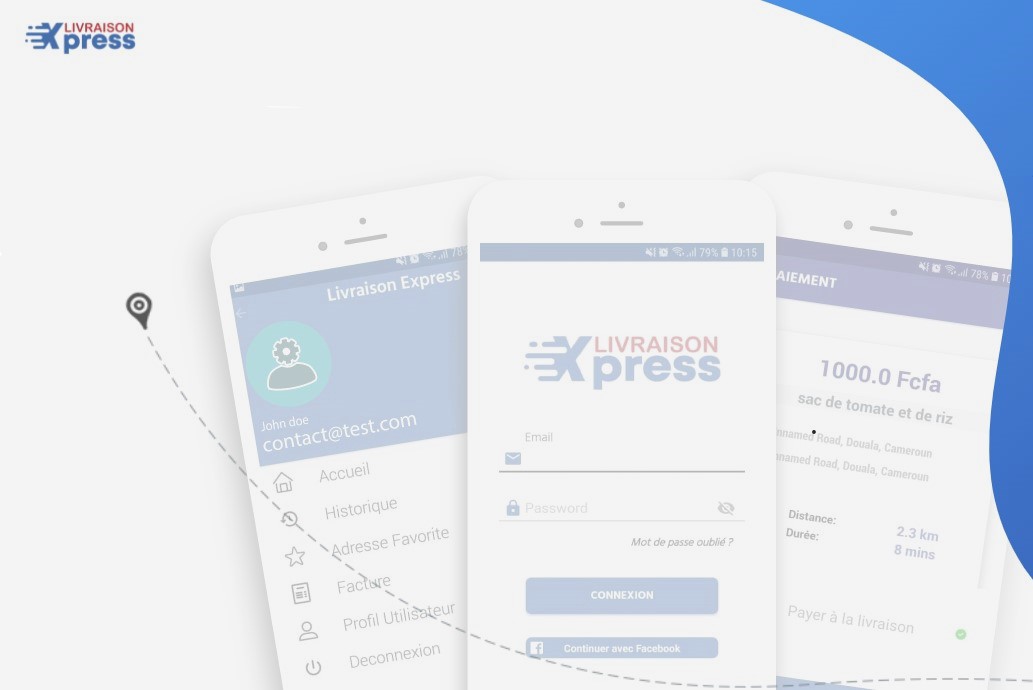 LIVRAISON
Xpress
Livraison Express
John doe
contact@test.com
Accueil
Historique
Adresse Favorite
Facture
Profil Utilisateur
Deconnexion
79% 10:15
LIVRAISON
Xpress
Email
Password
Mot de passe oublié ?
CONNEXION
Continuer avec Facebook
78%
AIEMENT
1000.0 Fcfa
sac de tomate et de riz
nnamed Road, Douala, Cameroun
nnamed Road, Douala, Cameroun
Distance: 2.3 km
Durée: 8 mins
Payer à la livraison